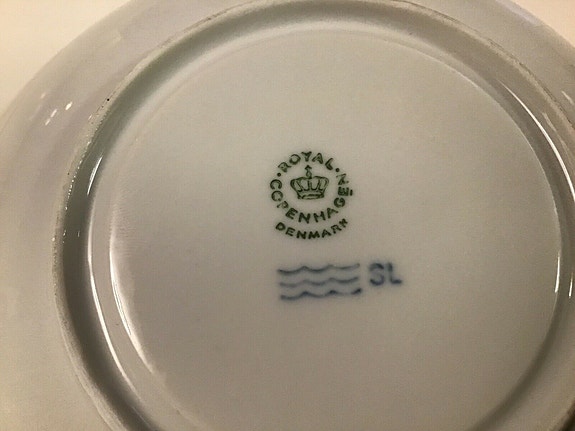 ROYAL
COPENHAGEN
DENMARK
SL